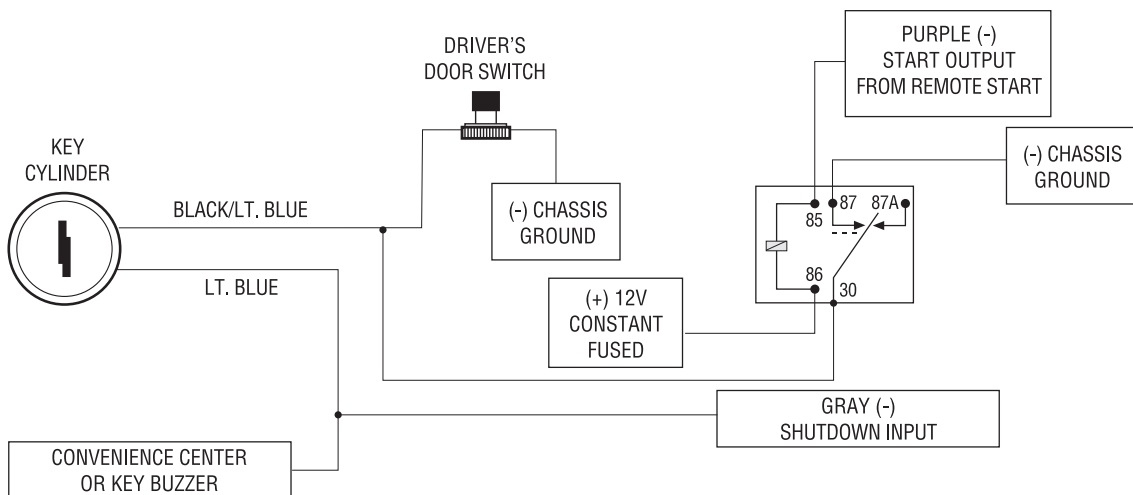 PURPLE (-)
START OUTPUT
FROM REMOTE START
DRIVER'S
DOOR SWITCH
KEY
CYLINDER
(-) CHASSIS
GROUND
BLACK/LT. BLUE
(-) CHASSIS
GROUND
85
87
87A
LT. BLUE
86
30
(+) 12V
CONSTANT
FUSED
GRAY (-)
SHUTDOWN INPUT
CONVENIENCE CENTER
OR KEY BUZZER